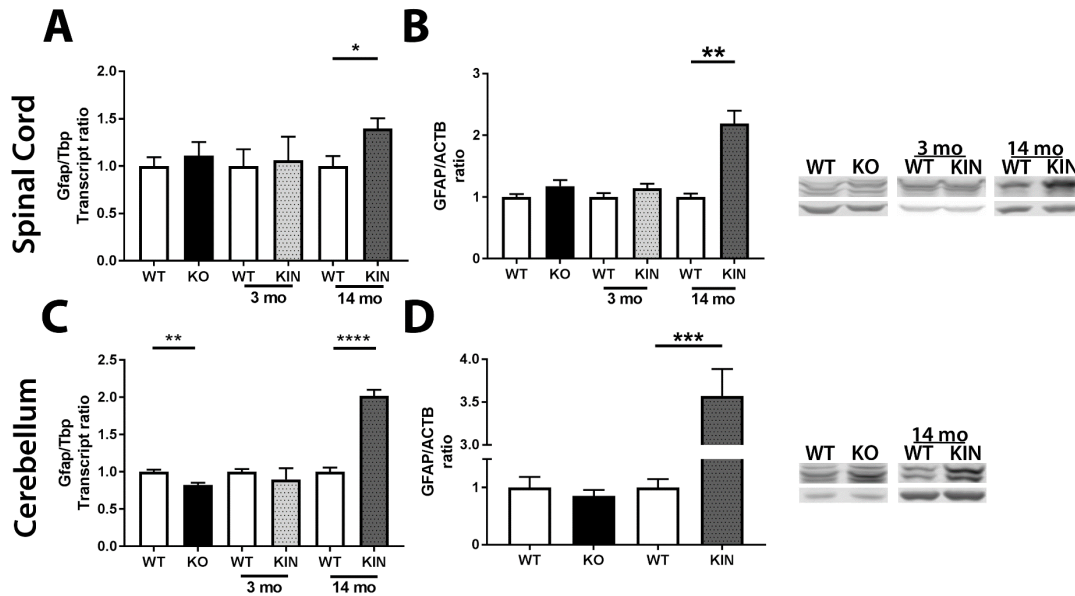 A
Spinal Cord
Gfap/Tbp
Transcript ratio
2.0
1.5
1.0
0.5
0.0
*
WT KO WT KIN WT KIN
3 mo 14 mo
B
GFAP/ACTB
ratio
3
2
1
0
**
WT KO WT KIN WT KIN
3 mo 14 mo
3 mo 14 mo
WT KO WT KIN WT KIN
C
Cerebellum
Gfap/Tbp
Transcript ratio
2.5
2.0
1.5
1.0
0.5
0.0
** ****
WT KO WT KIN WT KIN
3 mo 14 mo
D
GFAP/ACTB
ratio
4.0
3.5
3.0
1
0
***
WT KO WT KIN
14 mo
WT KO WT KIN